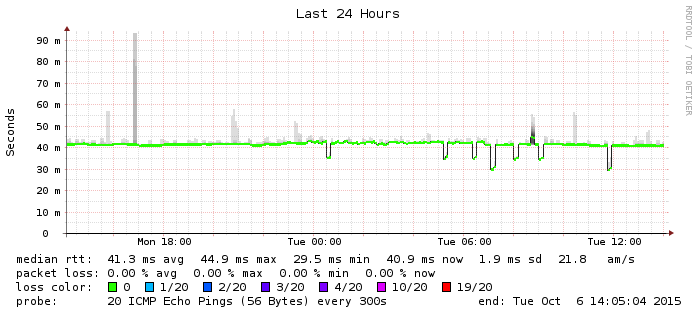 Last 24 Hours
RRDTOOL / TOBI OETIKER
Seconds
90 m
80 m
70 m
60 m
50 m
40 m
30 m
20 m
10 m
0
Mon 18:00 Tue 00:00 Tue 06:00 Tue 12:00
median rtt: 41.3 ms avg 44.9 ms max 29.5 ms min 40.9 ms now 1.9 ms sd 21.8 am/s
packet loss: 0.00 % avg 0.00 % max 0.00 % min 0.00 % now
loss color: 0 1/20 2/20 3/20 4/20 10/20 19/20
probe: 20 ICMP Echo Pings (56 Bytes) every 300s end: Tue Oct 6 14:05:04 2015